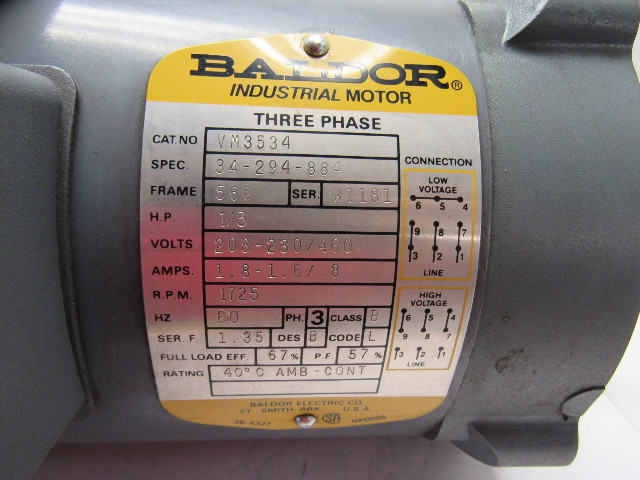 BALDOR®
INDUSTRIAL MOTOR
THREE PHASE
CAT.NO VM3534
SPEC. 34-294-884
FRAME 56C SER. W1181
H.P. 1/3
VOLTS 208-230/460
AMPS. 1.8-1.6/.8
R.P.M. 1725
HZ 60 PH. 3 CLASS B
SER. F. 1.35 DES B CODE L
FULL LOAD EFF. 67% P.F. 57%
RATING 40°C AMB-CONT
BALDOR ELECTRIC CO.
FT. SMITH, ARK. U.S.A.
36-4327 SA NP0005
CONNECTION
LOW
VOLTAGE
6 5 4
9 8 7
3 2 1
LINE
HIGH
VOLTAGE
6 5 4
9 8 7
3 2 1
LINE